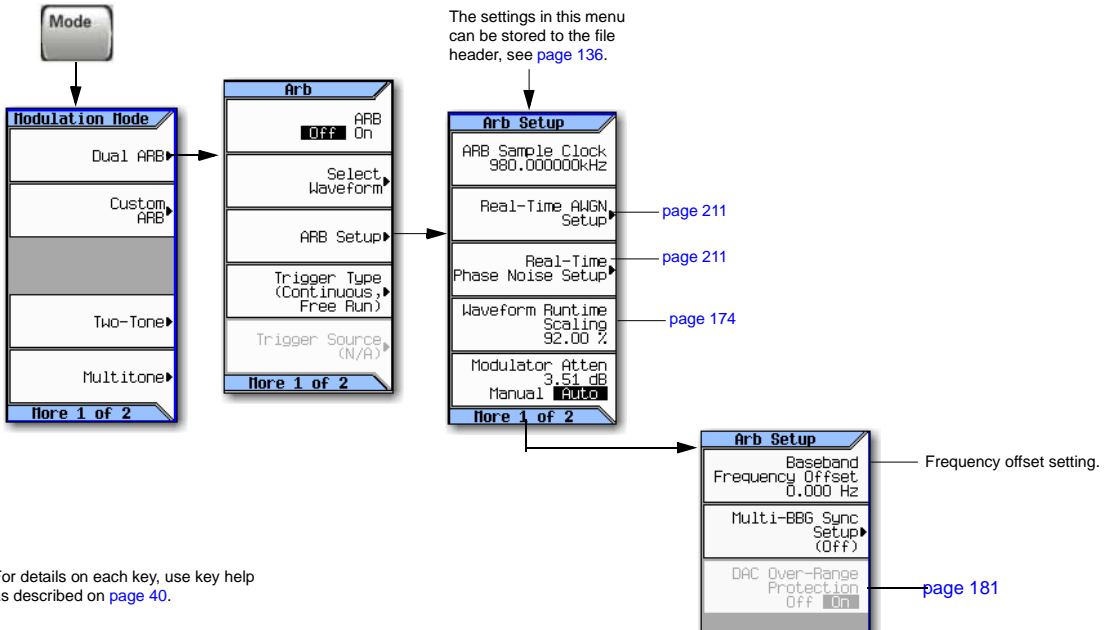 Mode
The settings in this menu
can be stored to the file
header, see page 136.
Modulation Mode
Dual ARB
Custom
ARB
Two-Tone
Multitone
More 1 of 2
Arb
ARB
Off On
Select
Waveform
ARB Setup
Trigger Type
(Continuous,
Free Run)
Trigger Source
(N/A)
More 1 of 2
Arb Setup
ARB Sample Clock
980.000000kHz
Real-Time AWGN
Setup
page 211
Real-Time
Phase Noise Setup
page 211
Waveform Runtime
Scaling
92.00 %
page 174
Modulator Atten
3.51 dB
Manual Auto
More 1 of 2
Arb Setup
Baseband
Frequency Offset
0.000 Hz
Frequency offset setting.
Multi-BBG Sync
Setup
(Off)
DAC Over-Range
Protection
Off On
page 181
For details on each key, use key help
as described on page 40.